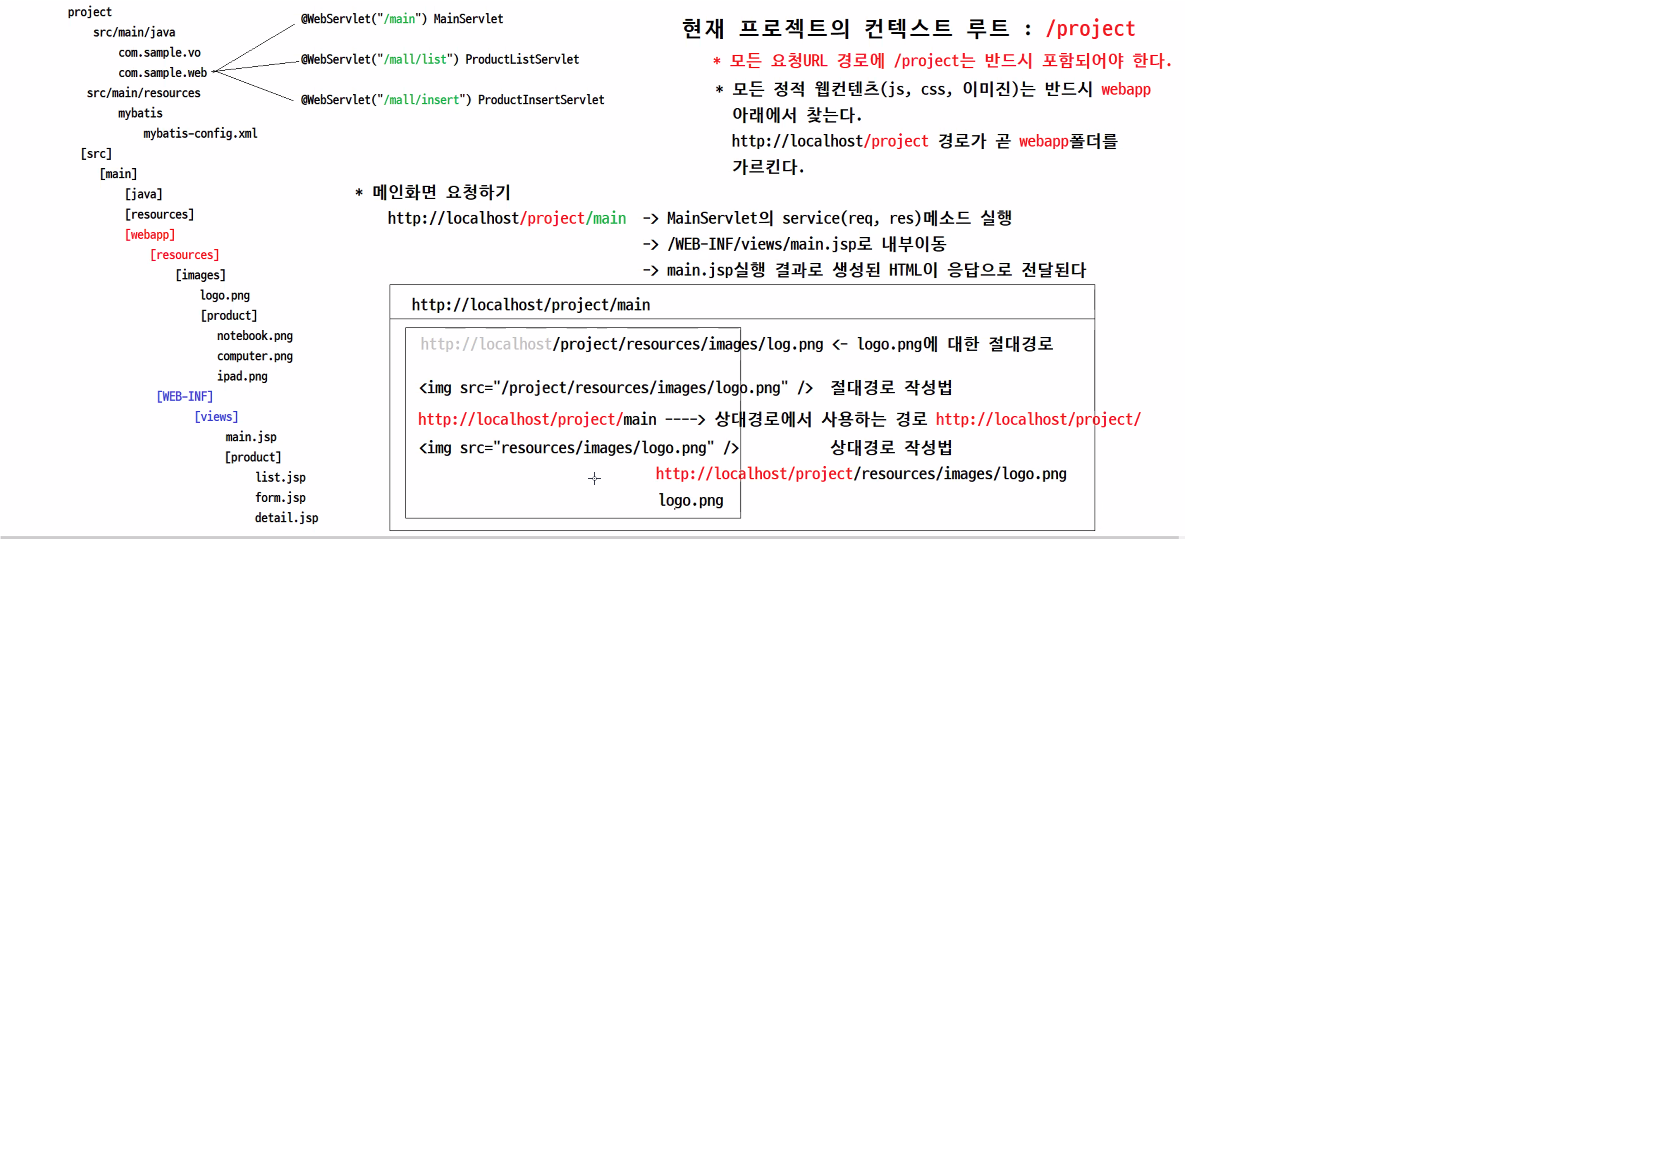 project
src/main/java
com.sample.vo
com.sample.web
src/main/resources
mybatis
mybatis-config.xml
[src]
[main]
[java]
[resources]
[webapp]
[resources]
[images]
logo.png
[product]
notebook.png
computer.png
ipad.png
[WEB-INF]
[views]
main.jsp
[product]
list.jsp
form.jsp
detail.jsp
@WebServlet("/main") MainServlet
@WebServlet("/mall/list") ProductListServlet
@WebServlet("/mall/insert") ProductInsertServlet
현재 프로젝트의 컨텍스트 루트 : /project
* 모든 요청URL 경로에 /project는 반드시 포함되어야 한다.
* 모든 정적 웹컨텐츠(js, css, 이미진)는 반드시 webapp
아래에서 찾는다.
http://localhost/project 경로가 곧 webapp폴더를
가르킨다.
* 메인화면 요청하기
http://localhost/project/main -> MainServlet의 service(req, res)메소드 실행
-> /WEB-INF/views/main.jsp로 내부이동
-> main.jsp실행 결과로 생성된 HTML이 응답으로 전달된다
http://localhost/project/main
http://localhost/project/resources/images/log.png <- logo.png에 대한 절대경로
<img src="/project/resources/images/logo.png" /> 절대경로 작성법
http://localhost/project/main ----> 상대경로에서 사용하는 경로 http://localhost/project/
<img src="resources/images/logo.png" /> 상대경로 작성법
http://localhost/project/resources/images/logo.png
logo.png